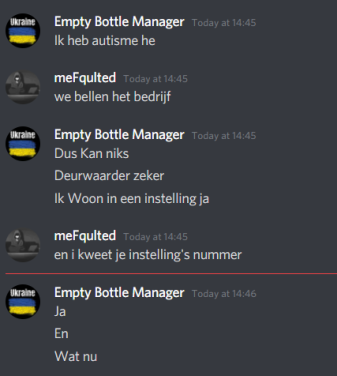 Ukraine
Empty Bottle Manager Today at 14:45
Ik heb autisme he
meFqulted Today at 14:45
we bellen het bedrijf
Ukraine
Empty Bottle Manager Today at 14:45
Dus Kan niks
Deurwaarder zeker
Ik Woon in een instelling ja
meFqulted Today at 14:45
en i kweet je instelling's nummer
Ukraine
Empty Bottle Manager Today at 14:46
Ja
En
Wat nu